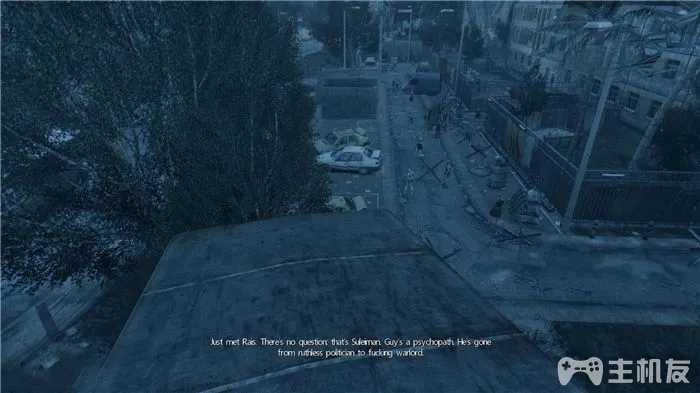 Just met Rais. There's no question: that's Suleiman. Guy's a psychopath. He's gone
from ruthless politician to fucking warlord.
主机友